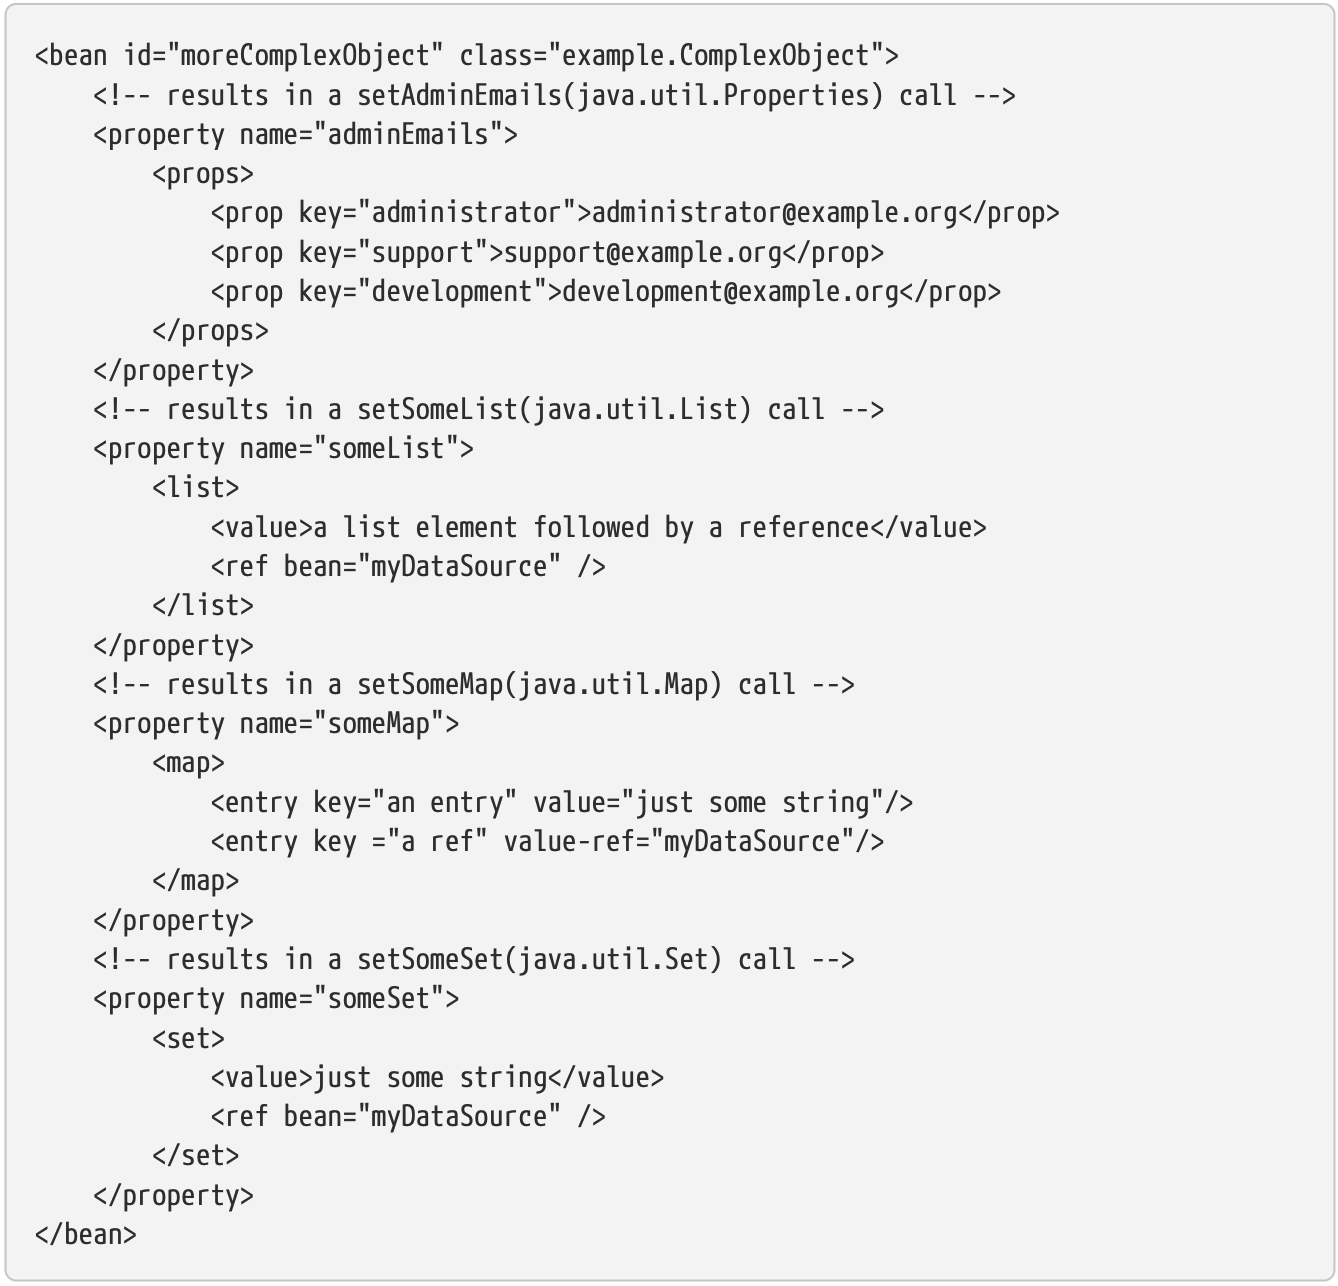 <bean id="moreComplexObject" class="example.ComplexObject">
    <!-- results in a setAdminEmails(java.util.Properties) call -->
    <property name="adminEmails">
        <props>
            <prop key="administrator">administrator@example.org</prop>
            <prop key="support">support@example.org</prop>
            <prop key="development">development@example.org</prop>
        </props>
    </property>
    <!-- results in a setSomeList(java.util.List) call -->
    <property name="someList">
        <list>
            <value>a list element followed by a reference</value>
            <ref bean="myDataSource" />
        </list>
    </property>
    <!-- results in a setSomeMap(java.util.Map) call -->
    <property name="someMap">
        <map>
            <entry key="an entry" value="just some string"/>
            <entry key ="a ref" value-ref="myDataSource"/>
        </map>
    </property>
    <!-- results in a setSomeSet(java.util.Set) call -->
    <property name="someSet">
        <set>
            <value>just some string</value>
            <ref bean="myDataSource" />
        </set>
    </property>
</bean>